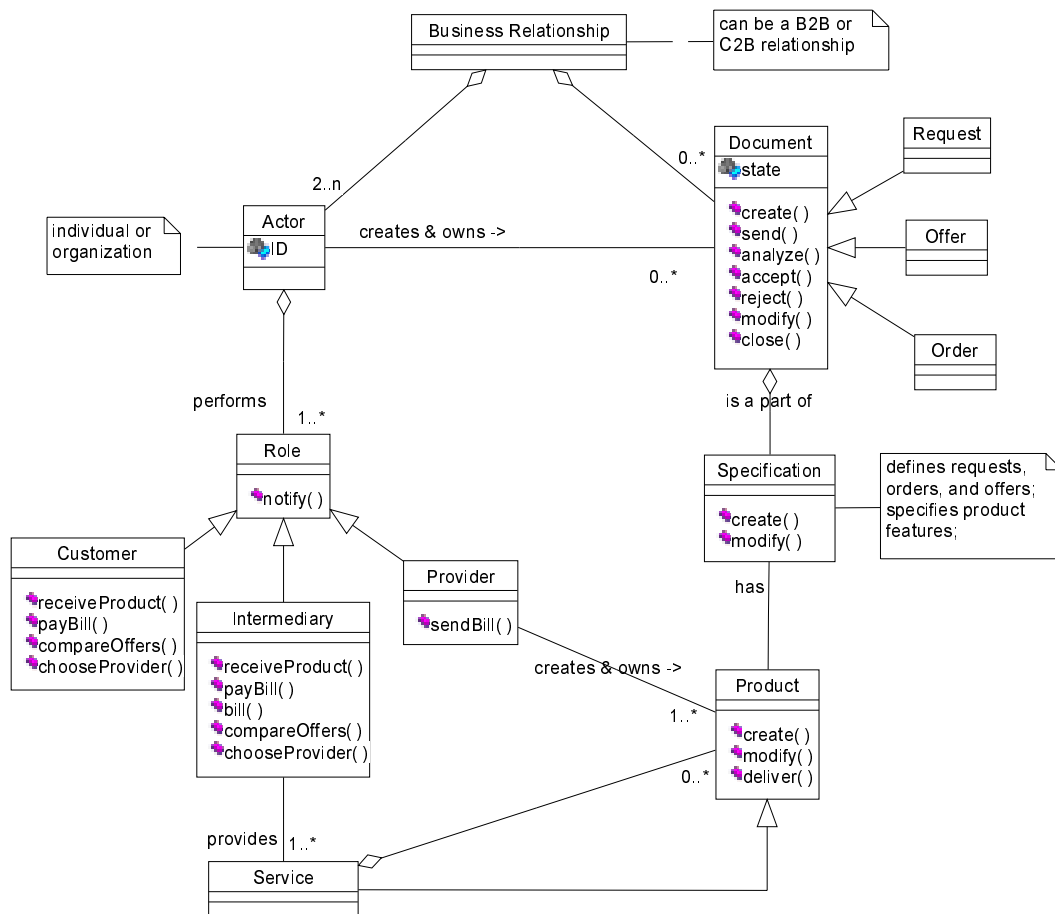 Business Relationship
can be a B2B or
C2B relationship
Document
state
create( )
send( )
analyze( )
accept( )
reject( )
modify( )
close( )
Request
Offer
Order
0..*
2..n
individual or
organization
Actor
ID
creates & owns ->
0..*
performs
1..*
is a part of
Role
notify( )
Specification
create( )
modify( )
defines requests,
orders, and offers;
specifies product
features;
Customer
receiveProduct( )
payBill( )
compareOffers( )
chooseProvider( )
Intermediary
receiveProduct( )
payBill( )
bill( )
compareOffers( )
chooseProvider( )
Provider
sendBill( )
has
creates & owns ->
1..*
Product
create( )
modify( )
deliver( )
0..*
provides
1..*
Service